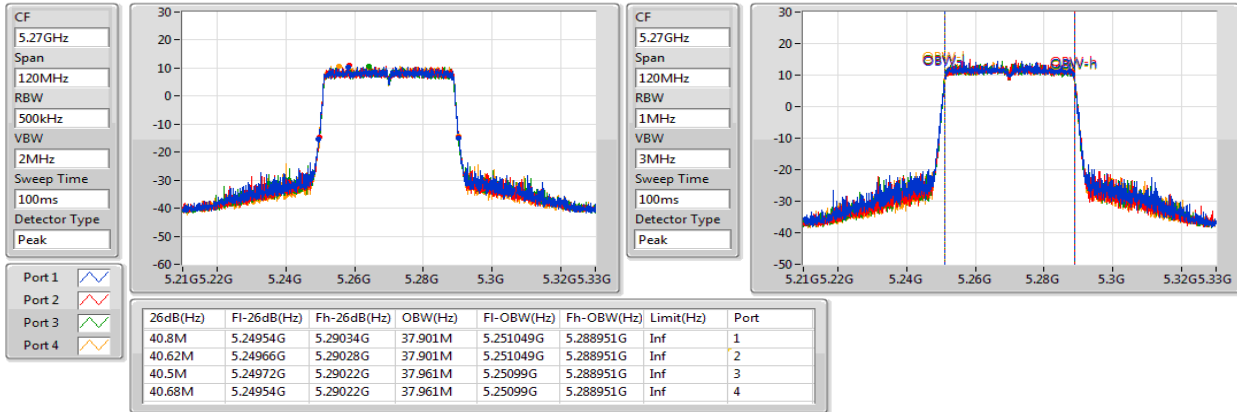 CF
5.27GHz
Span
120MHz
RBW
500kHz
VBW
2MHz
Sweep Time
100ms
Detector Type
Peak
Port 1
Port 2
Port 3
Port 4
30
20
10
0
-10
-20
-30
-40
-50
-60
5.21G5.22G 5.24G 5.26G 5.28G 5.3G 5.32G5.33G
CF
5.27GHz
Span
120MHz
RBW
1MHz
VBW
3MHz
Sweep Time
100ms
Detector Type
Peak
30
20
10
0
-10
-20
-30
-40
-50
OBW-h
5.21G5.22G 5.24G 5.26G 5.28G 5.3G 5.32G5.33G
26dB(Hz) Fl-26dB(Hz) Fh-26dB(Hz) OBW(Hz) Fl-OBW(Hz) Fh-OBW(Hz) Limit(Hz) Port
40.8M 5.24954G 5.29034G 37.901M 5.251049G 5.288951G Inf 1
40.62M 5.24966G 5.29028G 37.901M 5.251049G 5.288951G Inf 2
40.5M 5.24972G 5.29022G 37.961M 5.25099G 5.288951G Inf 3
40.68M 5.24954G 5.29022G 37.961M 5.25099G 5.288951G Inf 4